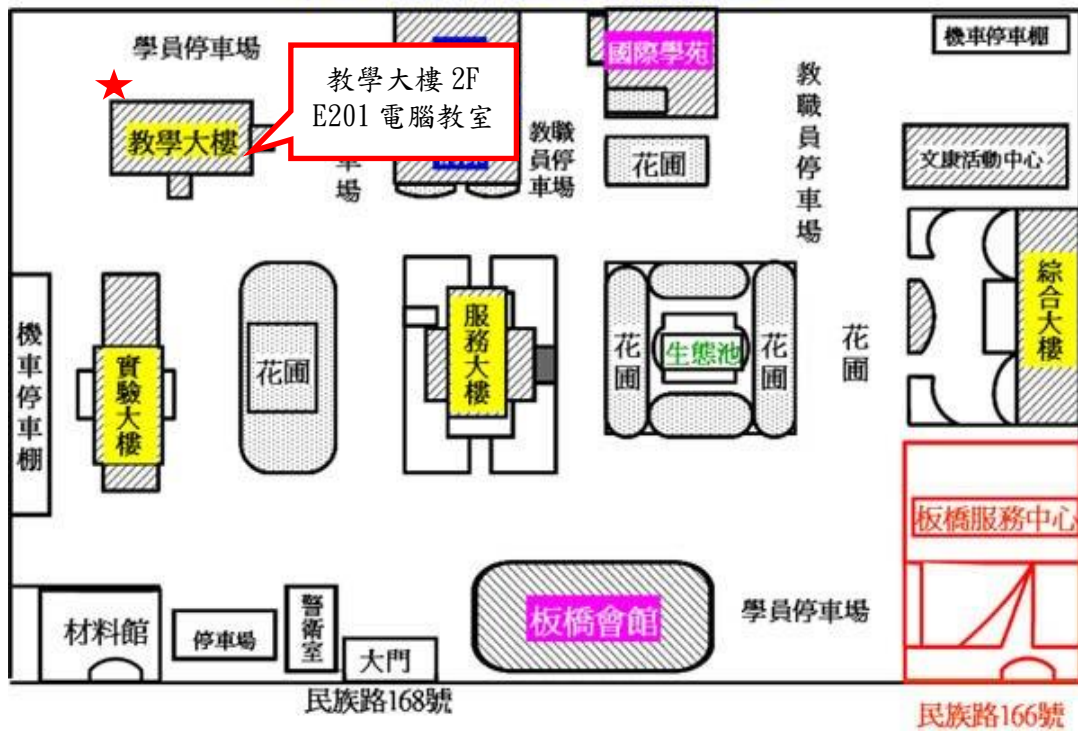 學員停車場
教學大樓 2F
E201 電腦教室
國際學苑
機車停車棚
教學大樓
車場
教職
員停
車場
花圃
教職員停車場
文康活動中心
機車停車棚
實驗大樓
花圃
服務大樓
花圃
生態池
花圃
花圃
綜合大樓
板橋服務中心
材料館
停車場
警衛室
大門
板橋會館
學員停車場
民族路168號
民族路166號